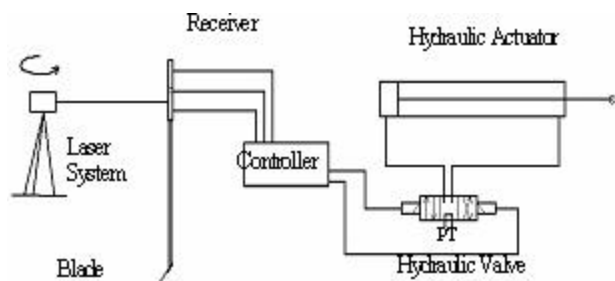 Receiver
Hydraulic Actuator
Laser
System
Controller
PT
Blade
Hydraulic Valve